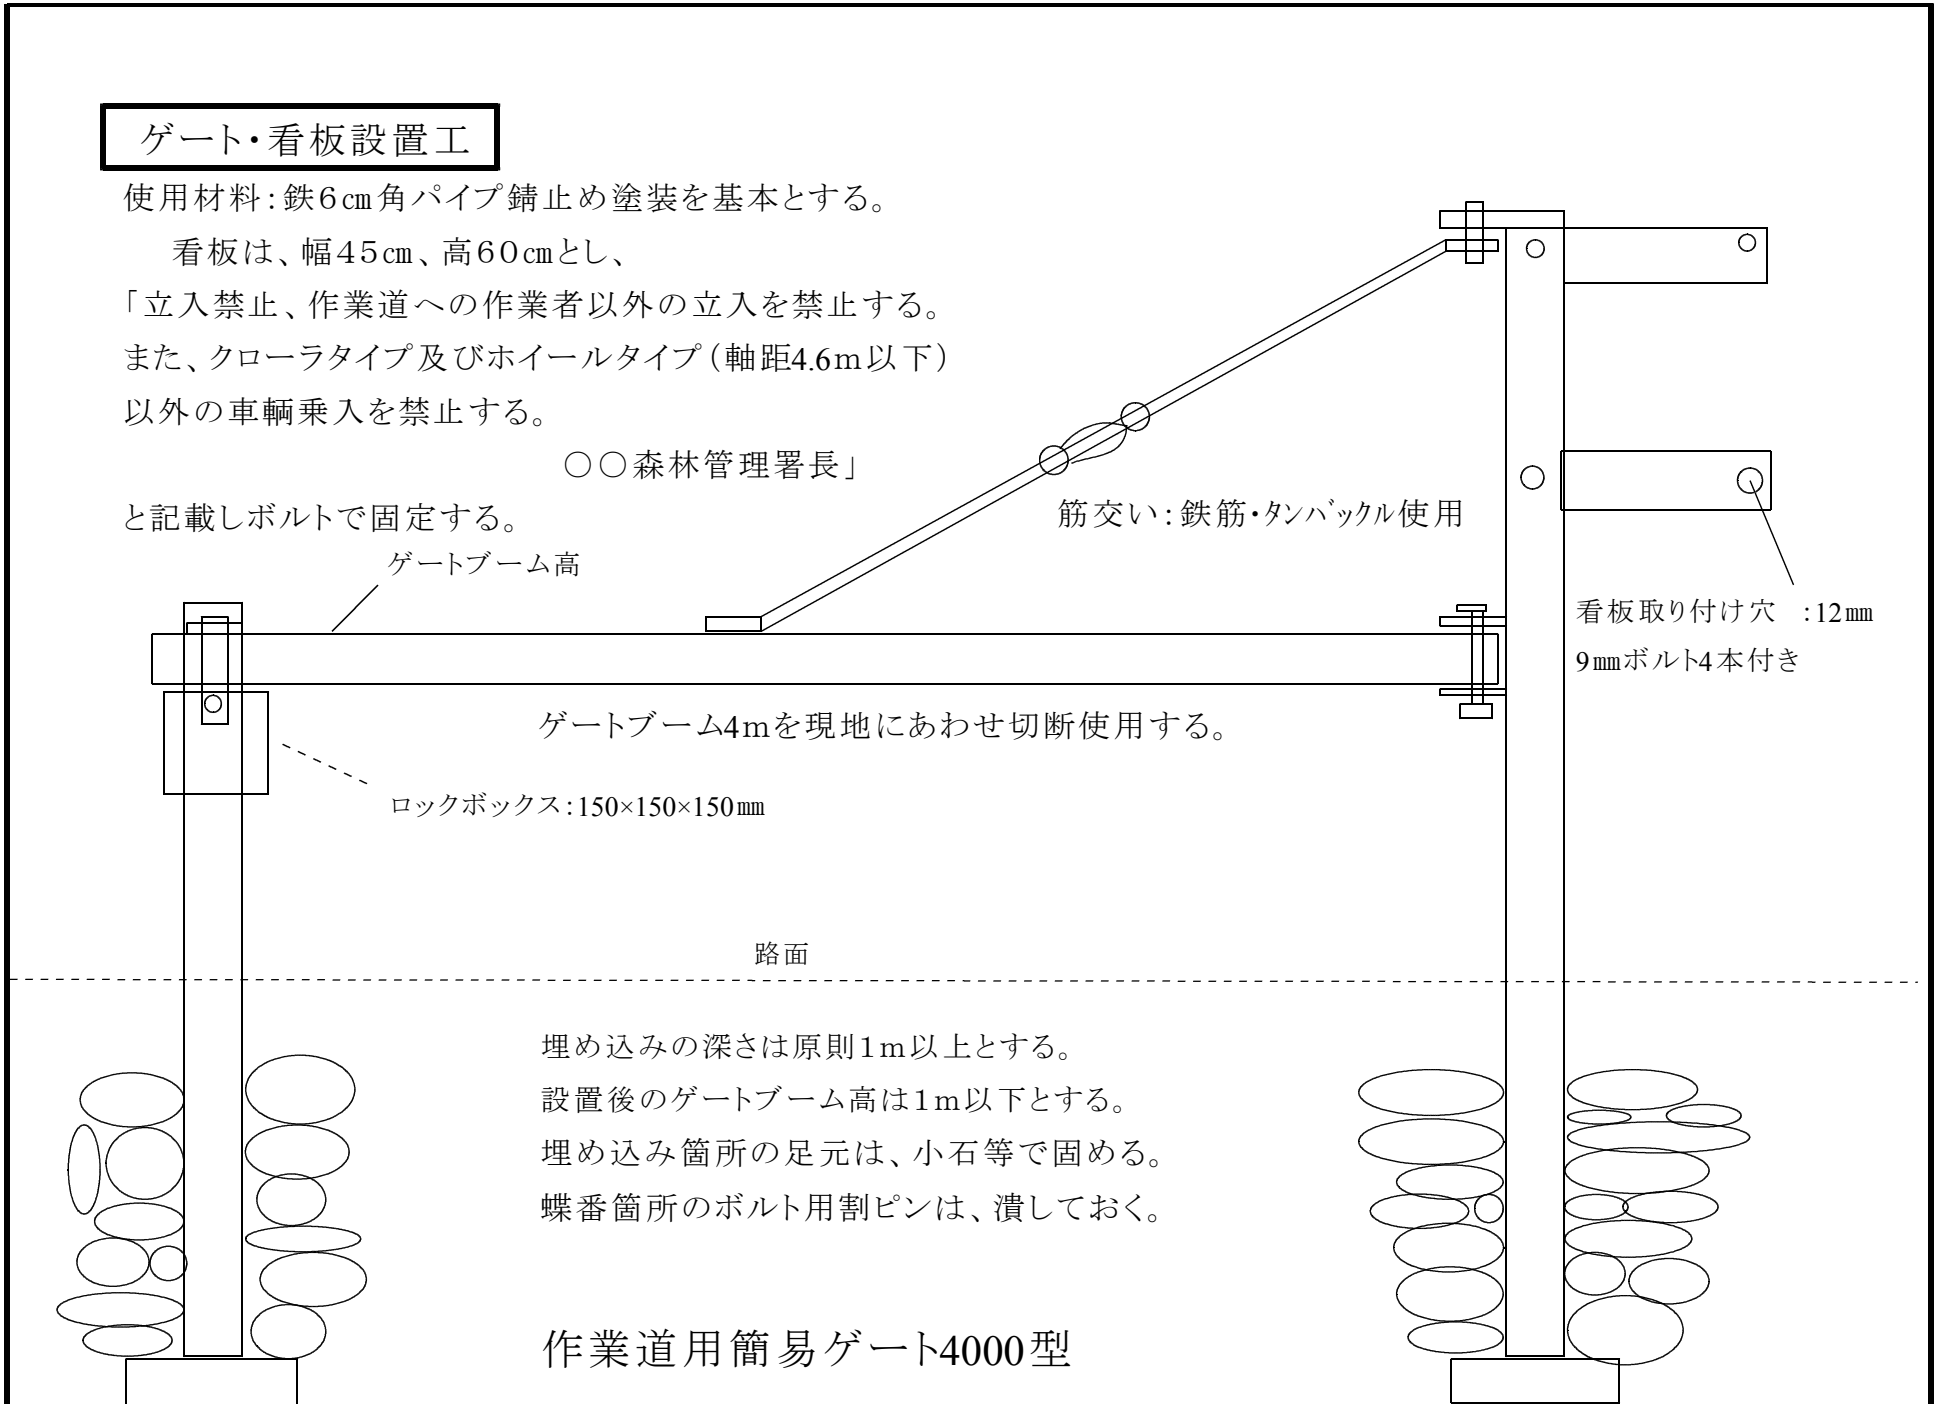 ゲート・看板設置工
使用材料：鉄６㎝角パイプ錆止め塗装を基本とする。
看板は、幅４５㎝、高６０㎝とし、
「立入禁止、作業道への作業者以外の立入を禁止する。
また、クローラタイプ及びホイールタイプ（軸距4.6ｍ以下）
以外の車輌乗入を禁止する。
○○森林管理署長」
と記載しボルトで固定する。
筋交い：鉄筋・タンバックル使用
ゲートブーム高
看板取り付け穴　：12㎜
9㎜ボルト4本付き
ゲートブーム4ｍを現地にあわせ切断使用する。
ロックボックス：150×150×150㎜
路面
埋め込みの深さは原則１ｍ以上とする。
設置後のゲートブーム高は１ｍ以下とする。
埋め込み箇所の足元は、小石等で固める。
蝶番箇所のボルト用割ピンは、潰しておく。
作業道用簡易ゲート4000型